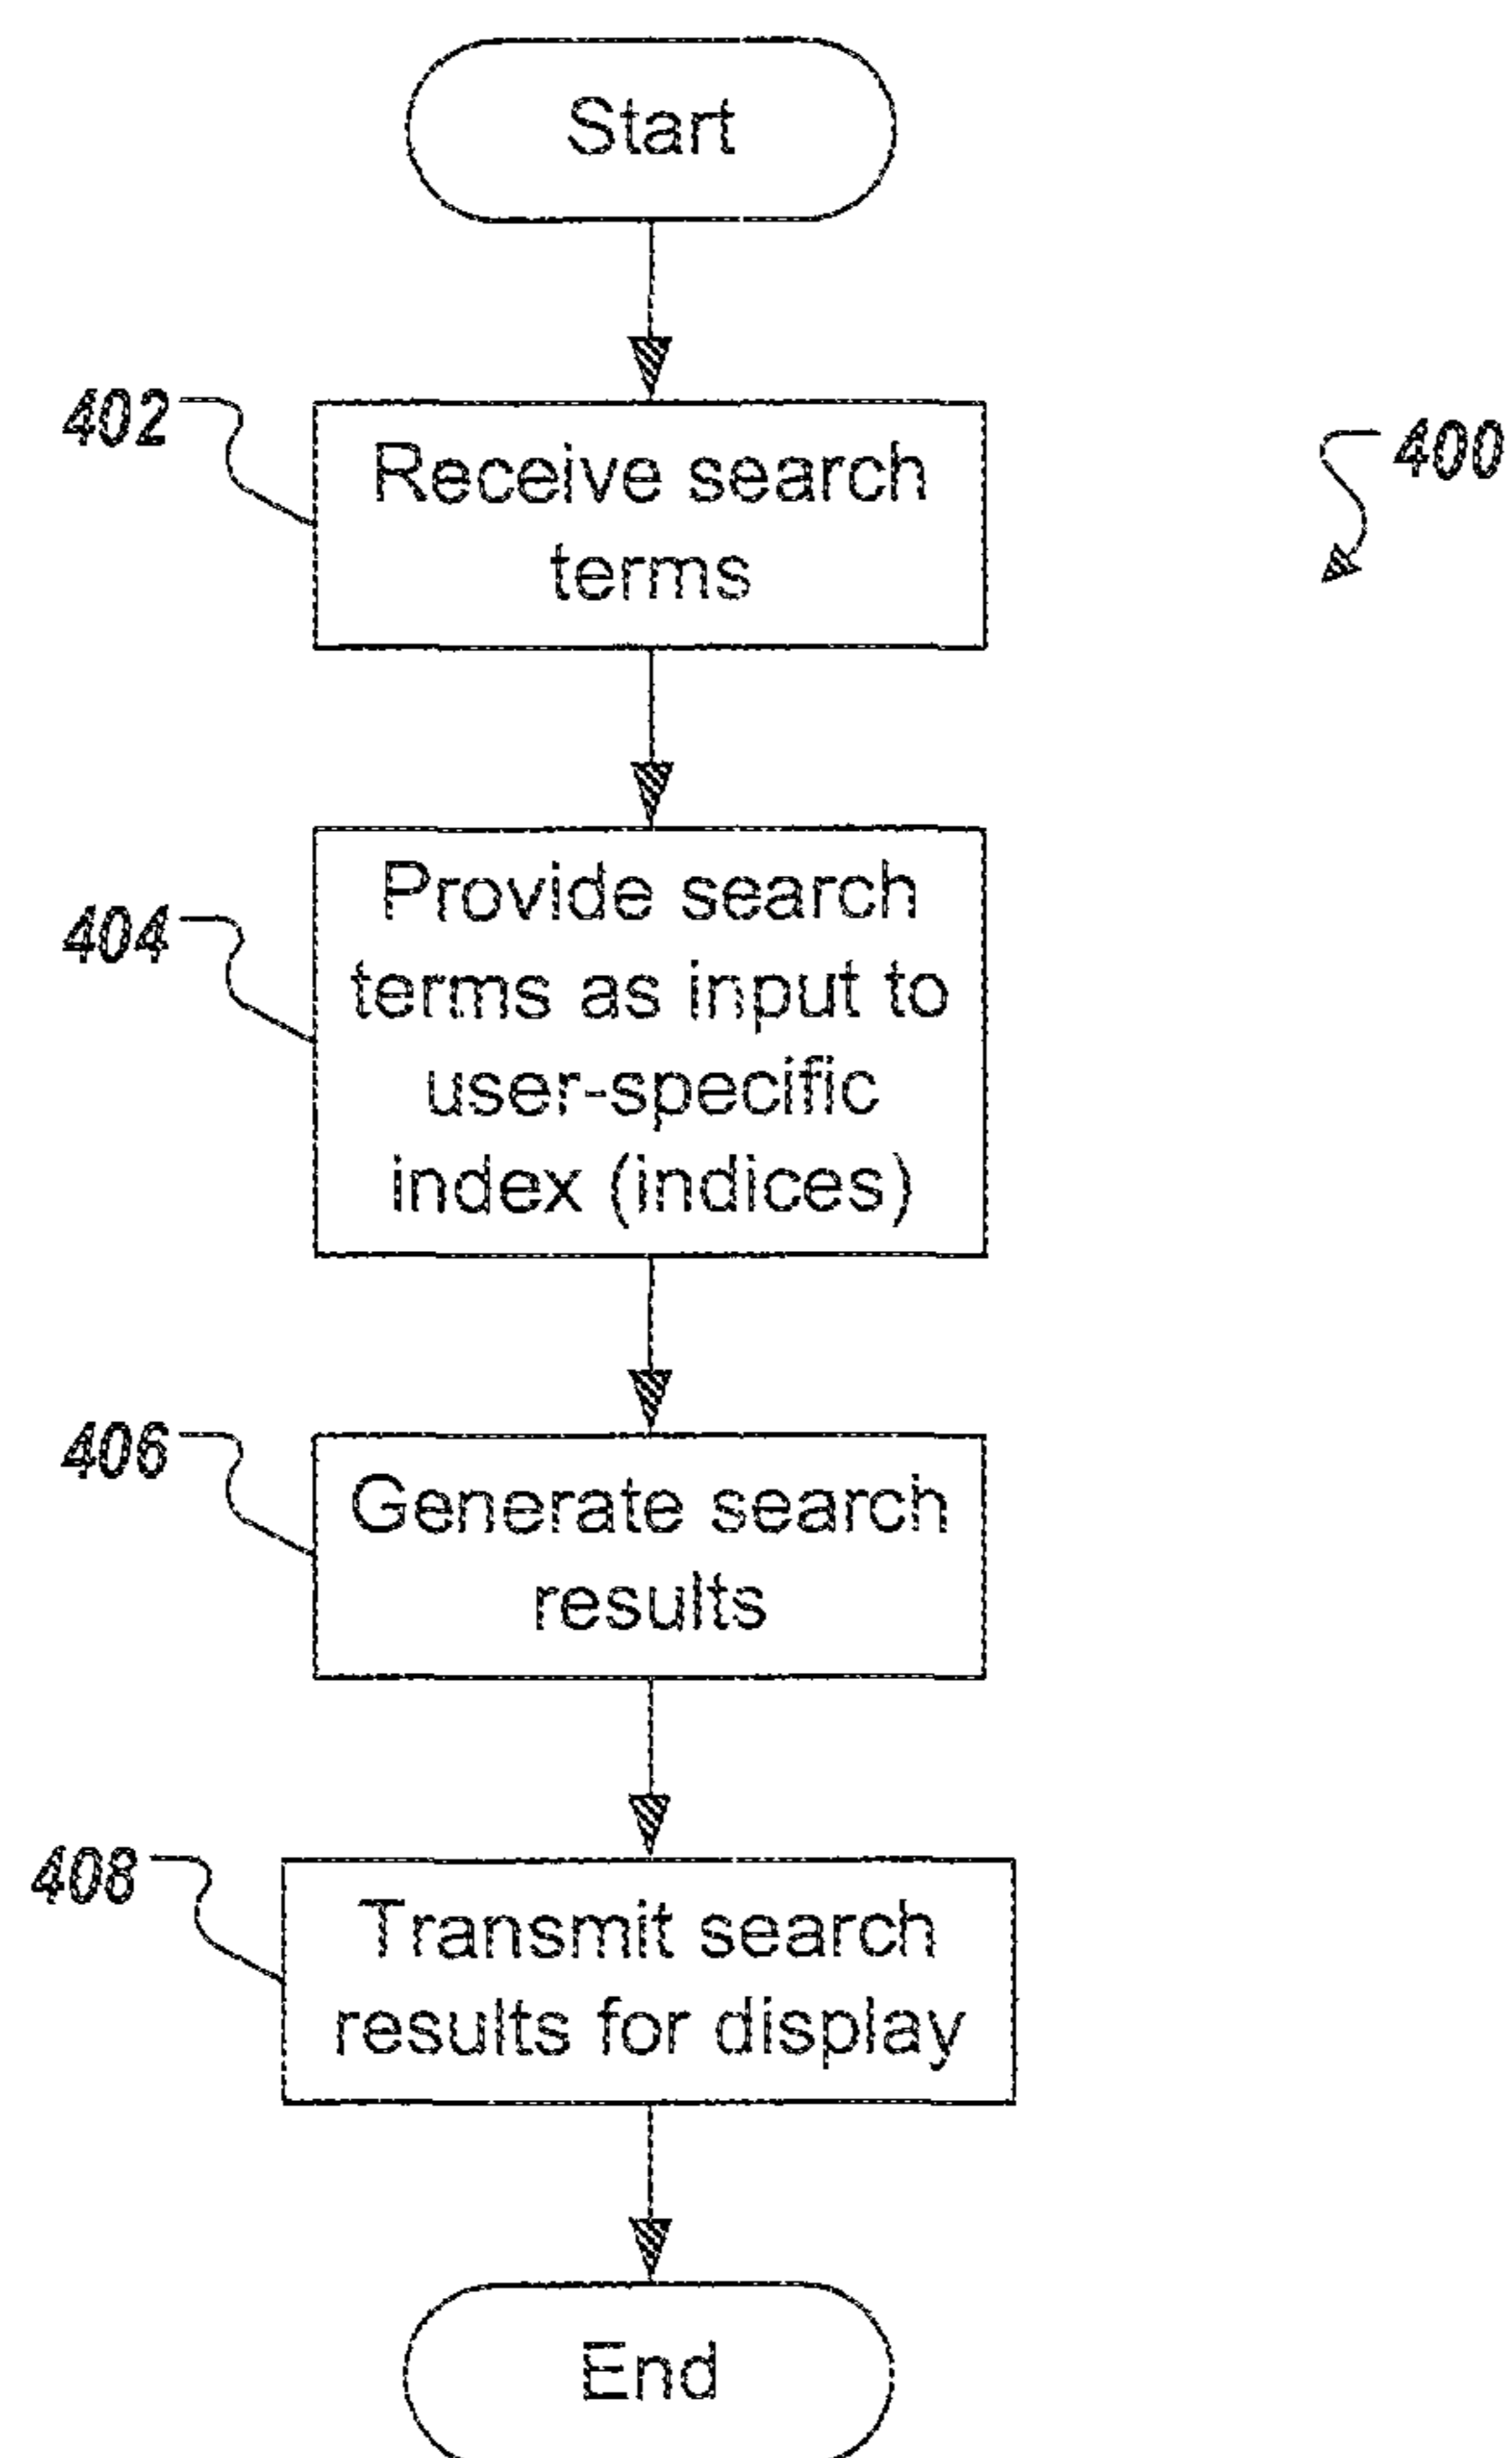 Start
402
Receive search
terms
400
404
Provide search
terms as input to
user-specific
index (indices)
406
Generate search
results
408
Transmit search
results for display
End